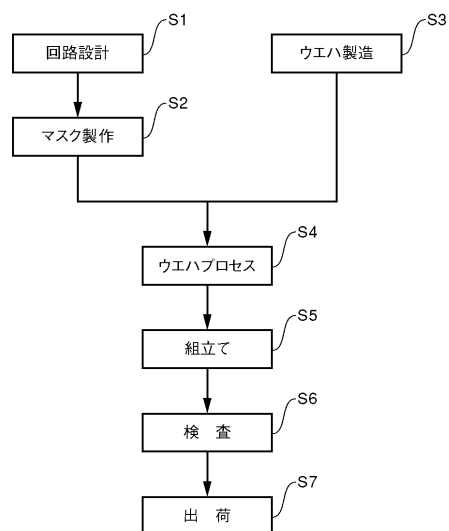 S1
回路設計
S3
ウエハ製造
S2
マスク製作
S4
ウエハプロセス
S5
組立て
S6
検　査
S7
出　荷